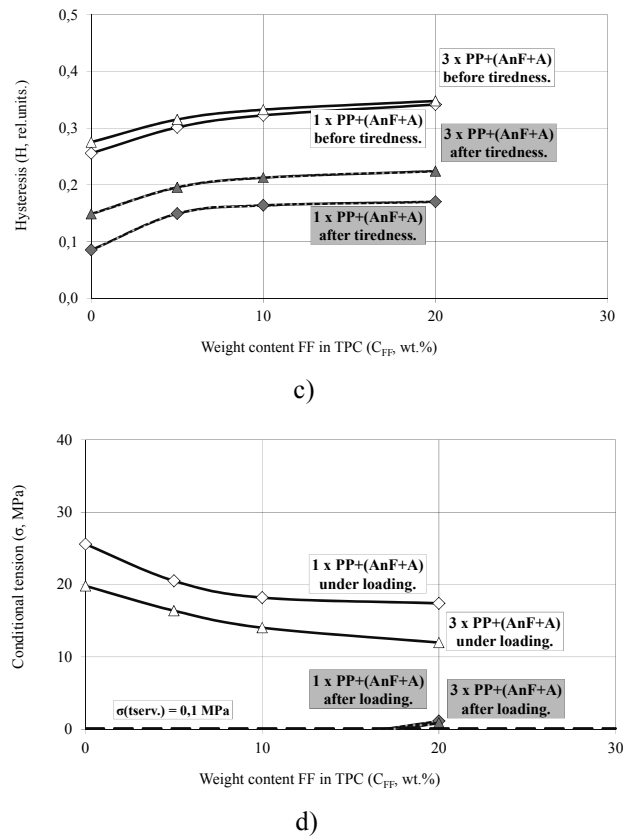 0,5
0,4
0,3
0,2
0,1
0,0
Hysteresis (H, rel.units.)
3 x PP+(AnF+A)
before tiredness.
1 x PP+(AnF+A)
before tiredness.
3 x PP+(AnF+A)
after tiredness.
1 x PP+(AnF+A)
after tiredness.
0 10 20 30
Weight content FF in TPC (CFF, wt.%)
c)
40
30
20
10
0
Conditional tension (σ, MPa)
1 x PP+(AnF+A)
under loading.
3 x PP+(AnF+A)
under loading.
1 x PP+(AnF+A)
after loading.
3 x PP+(AnF+A)
after loading.
σ(tserv.) = 0,1 MPa
0 10 20 30
Weight content FF in TPC (CFF, wt.%)
d)